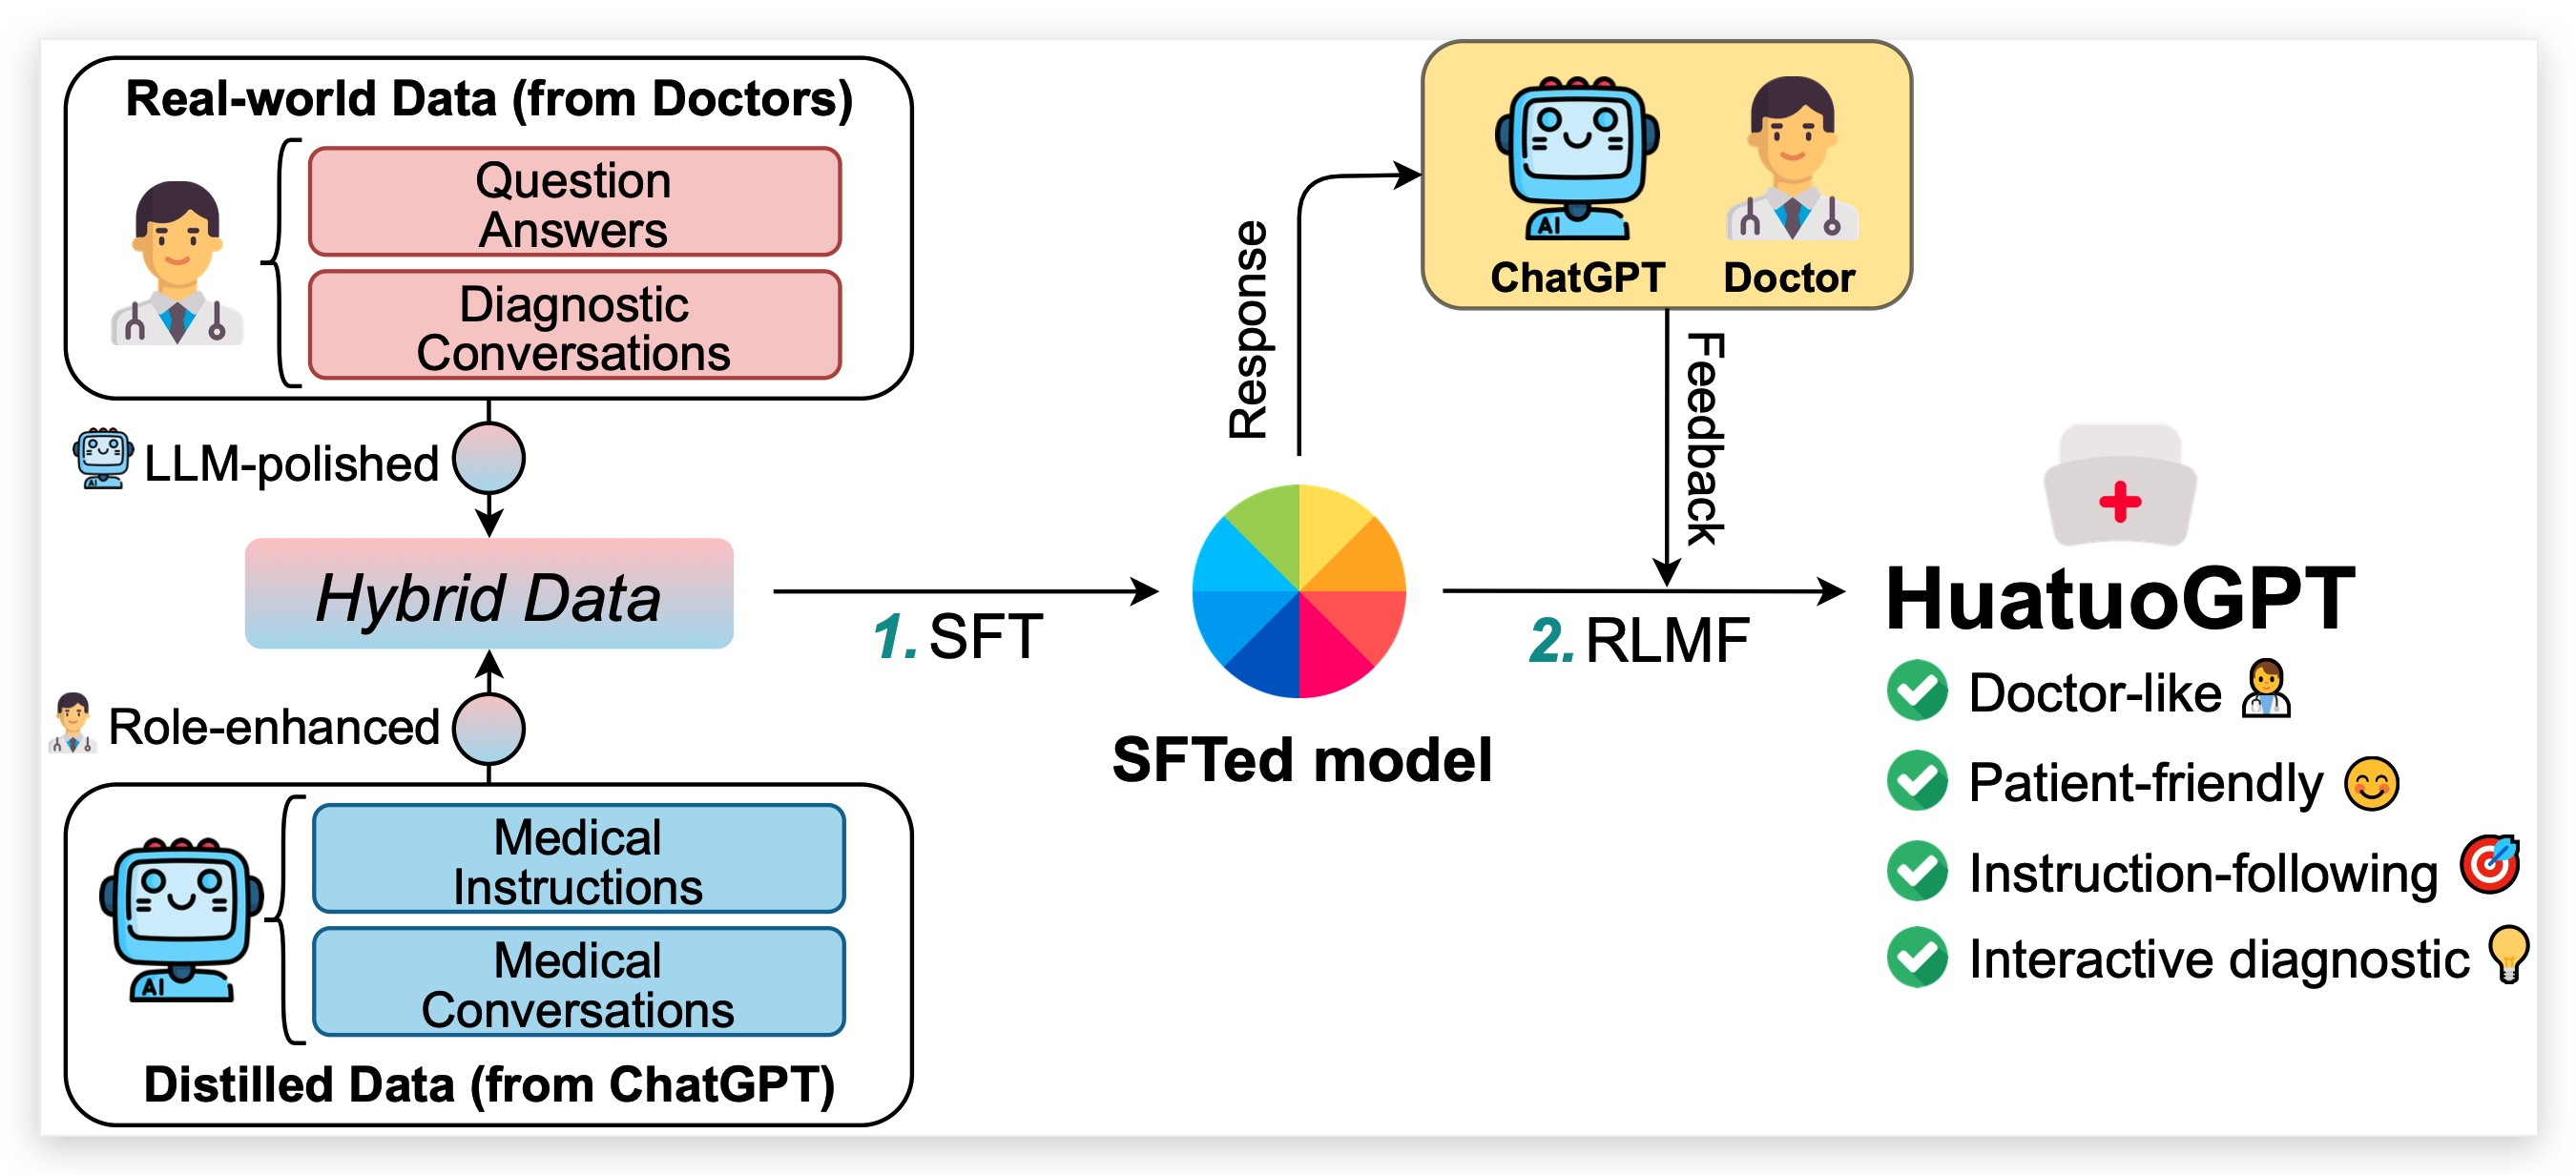 Real-world Data (from Doctors)
Question
Answers
Diagnostic
Conversations
LLM-polished
Hybrid Data
Role-enhanced
AI
Medical
Instructions
Medical
Conversations
Distilled Data (from ChatGPT)
1. SFT
SFTed model
Response
AI
ChatGPT
Doctor
Feedback
2. RLMF
HuatuoGPT
Doctor-like
Patient-friendly
Instruction-following
Interactive diagnostic